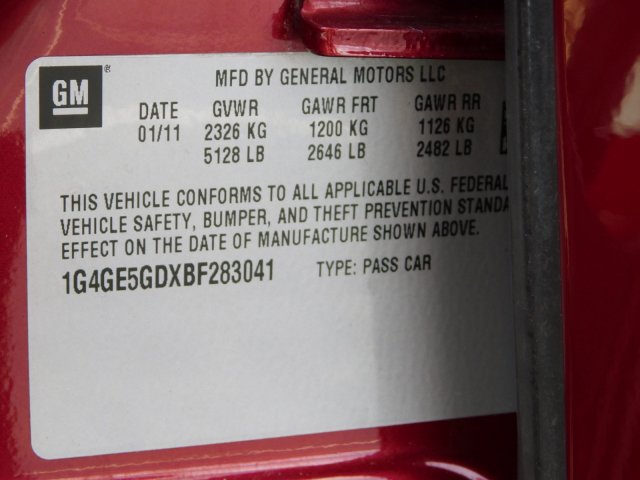 GM®
MFD BY GENERAL MOTORS LLC
DATE GVWR GAWR FRT GAWR RR
01/11 2326 KG 1200 KG 1126 KG
5128 LB 2646 LB 2482 LB
THIS VEHICLE CONFORMS TO ALL APPLICABLE U.S. FEDERAL
VEHICLE SAFETY, BUMPER, AND THEFT PREVENTION STANDA
EFFECT ON THE DATE OF MANUFACTURE SHOWN ABOVE.
1G4GE5GDXBF283041 TYPE: PASS CAR